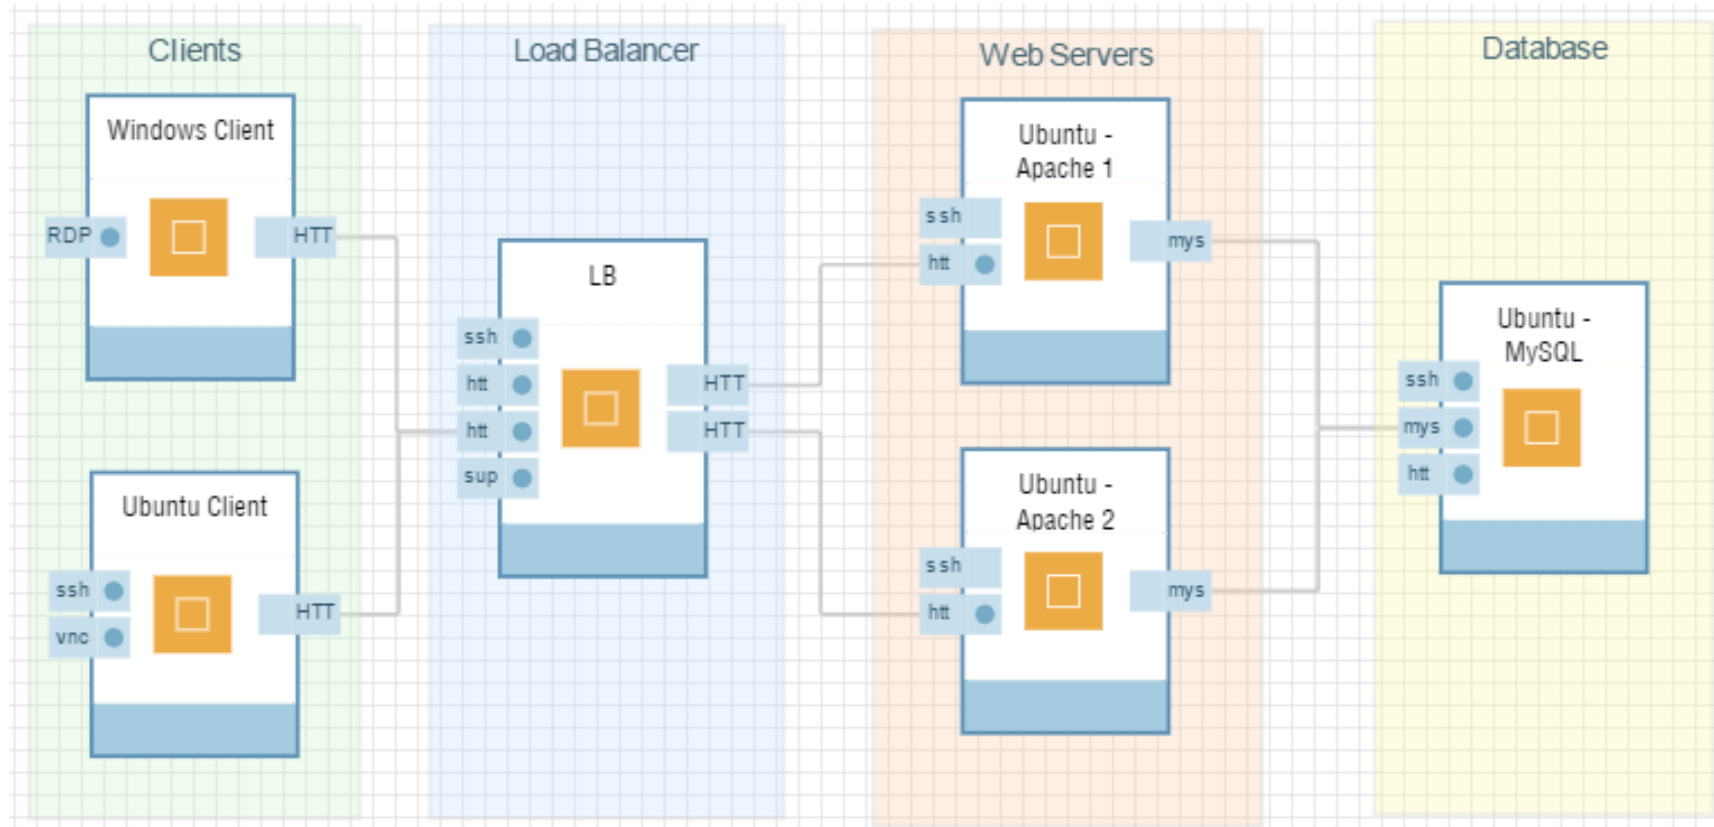 Clients
Windows Client
RDP
HTT
Ubuntu Client
ssh
vnc
HTT
Load Balancer
LB
ssh
htt
htt
sup
HTT
HTT
Web Servers
Ubuntu -
Apache 1
ssh
htt
mys
Ubuntu -
Apache 2
ssh
htt
mys
Database
Ubuntu -
MySQL
ssh
mys
htt